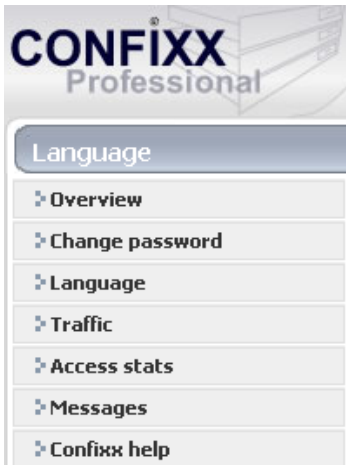 CONFIXX®
Professional
Language
Overview
Change password
Language
Traffic
Access stats
Messages
Confixx help